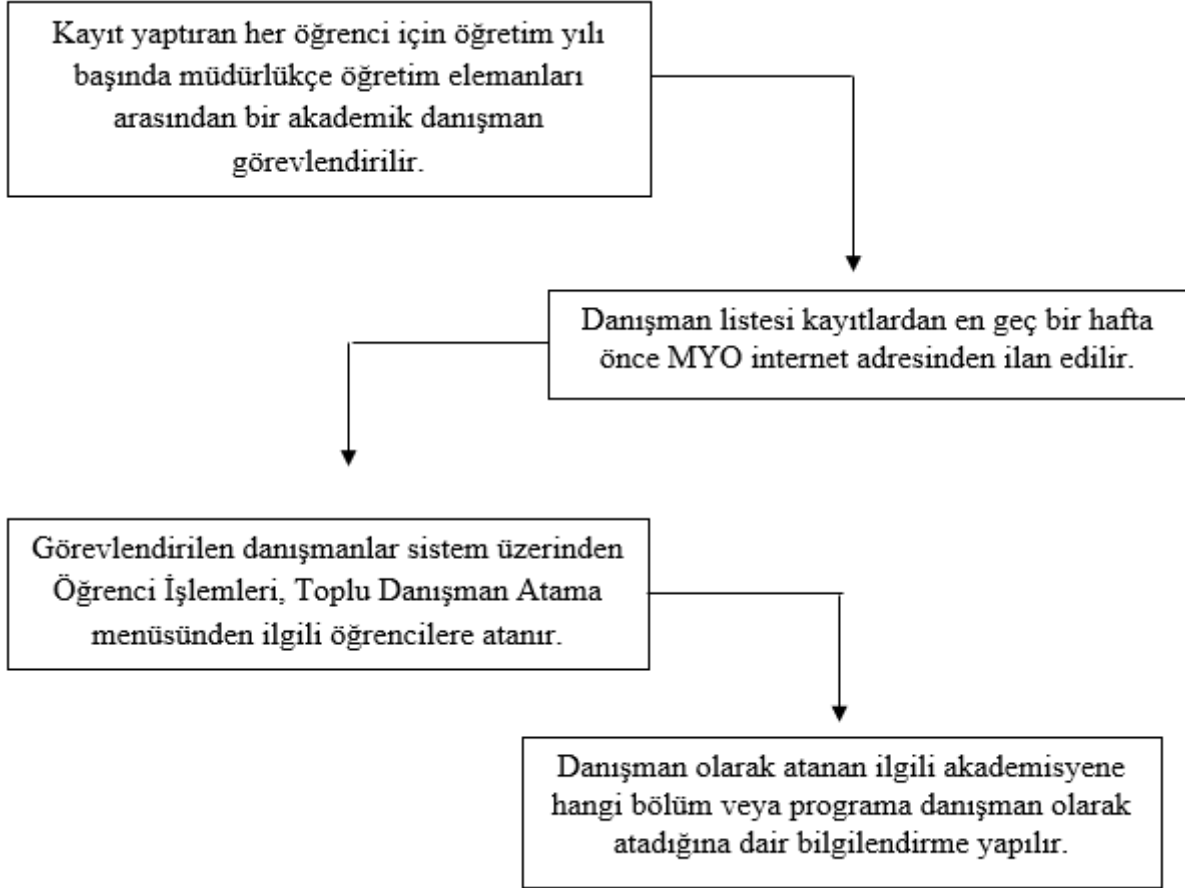 Kayıt yaptıran her öğrenci için öğretim yılı
başında müdürlükçe öğretim elemanları
arasından bir akademik danışman
görevlendirilir.
Danışman listesi kayıtlardan en geç bir hafta
önce MYO internet adresinden ilan edilir.
Görevlendirilen danışmanlar sistem üzerinden
Öğrenci İşlemleri, Toplu Danışman Atama
menüsünden ilgili öğrencilere atanır.
Danışman olarak atanan ilgili akademisyene
hangi bölüm veya programa danışman olarak
atadığına dair bilgilendirme yapılır.